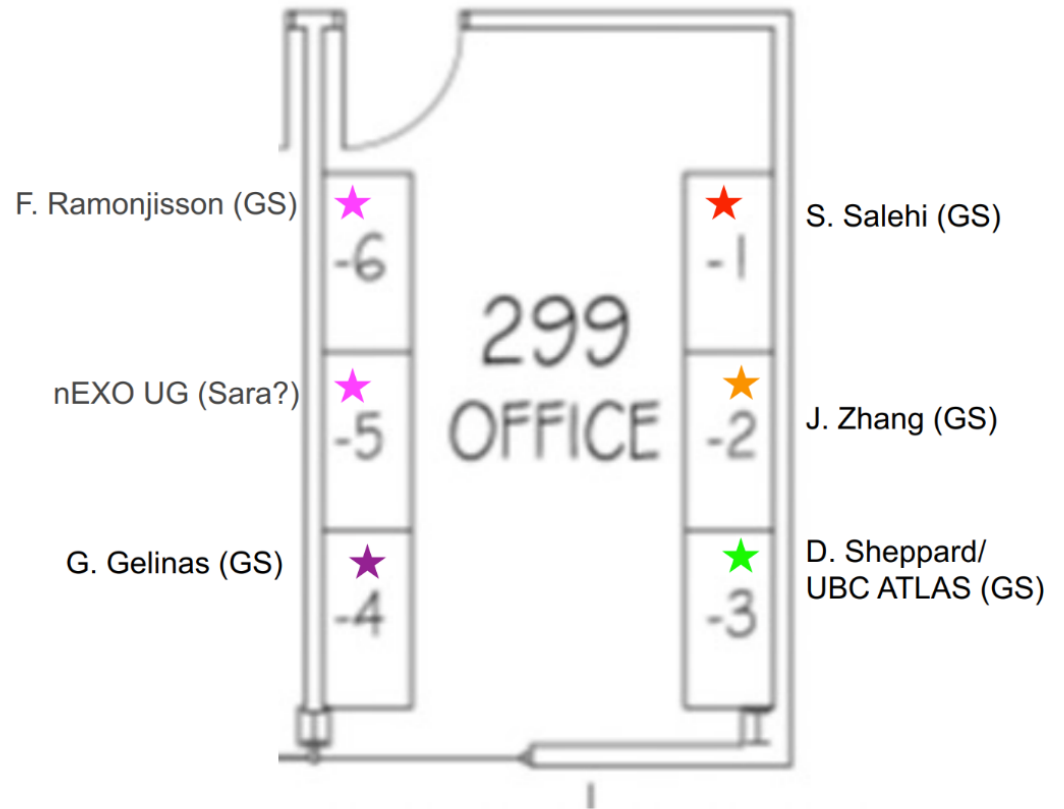 F. Ramonjisson (GS)
-6
nEXO UG (Sara?)
-5
G. Gelinas (GS)
-4
299
OFFICE
-1
S. Salehi (GS)
-2
J. Zhang (GS)
-3
D. Sheppard/
UBC ATLAS (GS)